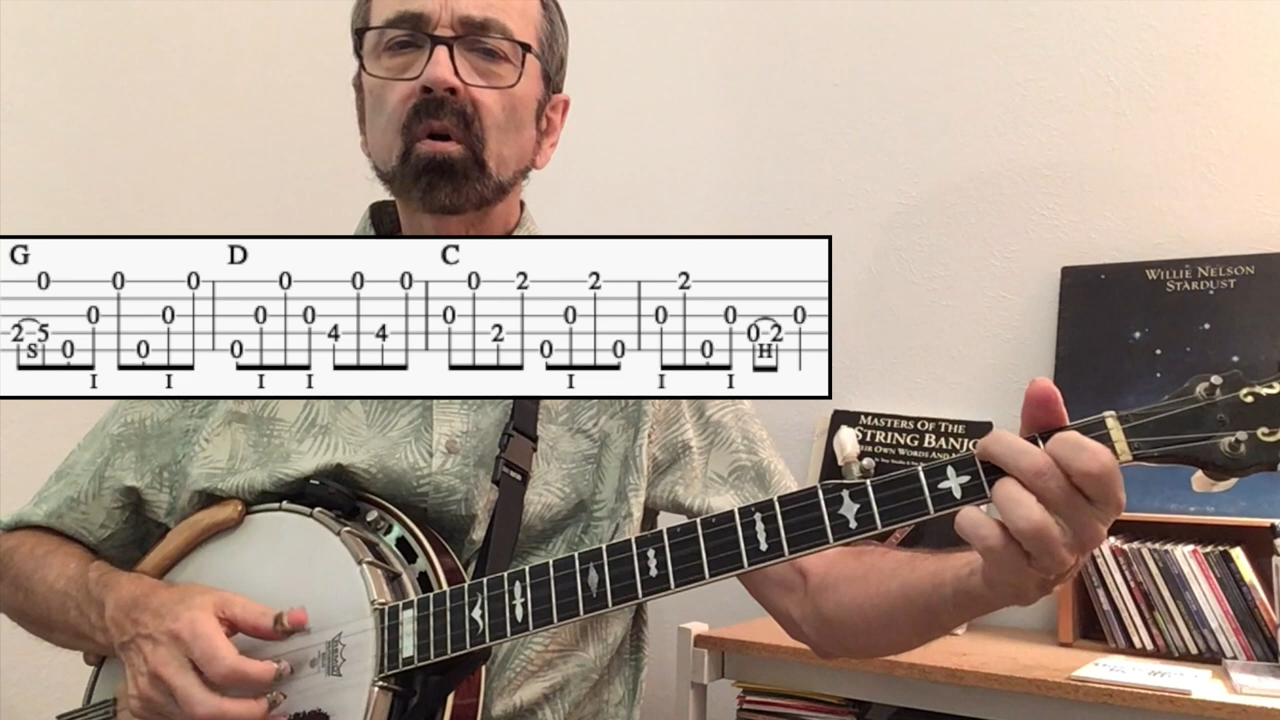 G D C
0 0 0 0 0 0 0 2 2 2
0 0 0 0 0 0 0 0 0
2 5 4 4 2 0 2
S 0 0 0 0 0 0 H
I I I I I I I
WILLIE NELSON
STARDUST
MASTERS OF THE
STRING BANJO